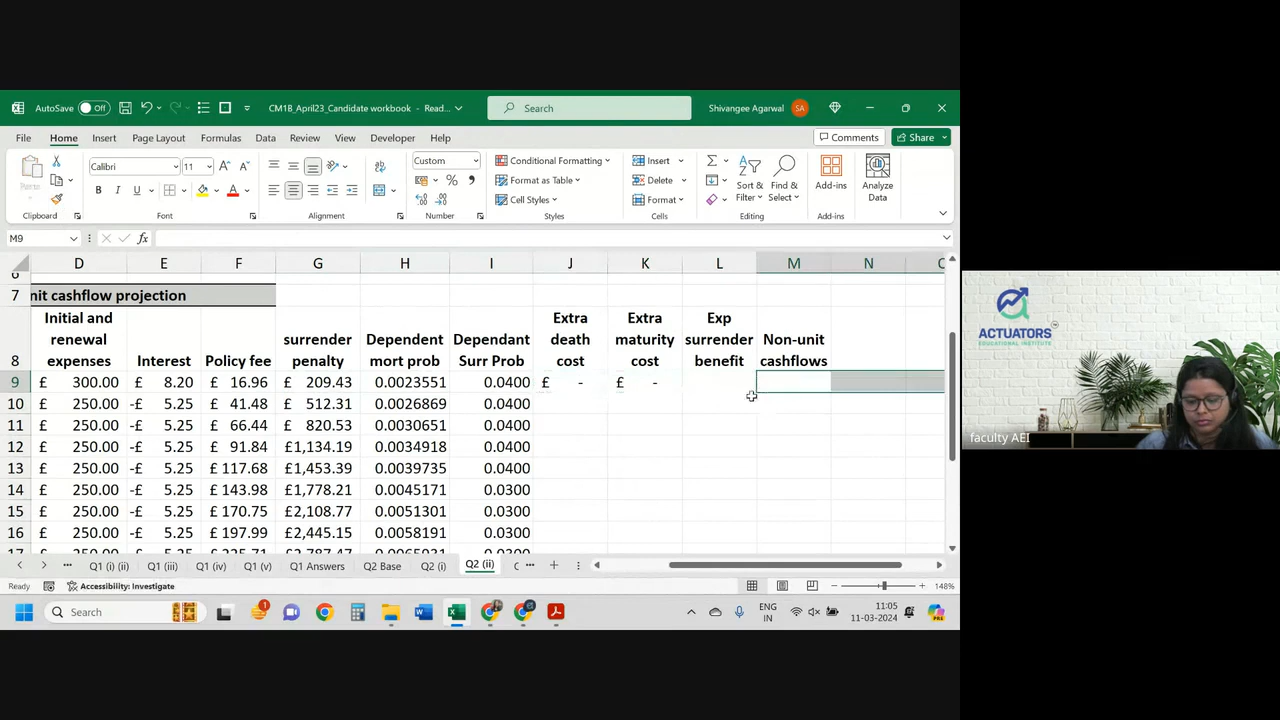 AutoSave Off CM1B_April23_Candidate workbook - Read... Search Shivangee Agarwal SA
File Home Insert Page Layout Formulas Data Review View Developer Help Comments Share
Paste Calibri 11 Custom Conditional Formatting Insert Sort & Filter Find & Select Add-ins Analyze Data
B I U Format as Table Delete
Cell Styles Format
Clipboard Font Alignment Number Styles Cells Editing Add-ins
M9 fx
D E F G H I J K L M N
7 nit cashflow projection
8 Initial and renewal expenses Interest Policy fee surrender penalty Dependent mort prob Dependant Surr Prob Extra death cost Extra maturity cost Exp surrender benefit Non-unit cashflows
9 £ 300.00 £ 8.20 £ 16.96 £ 209.43 0.0023551 0.0400 £ - £ -
10 £ 250.00 -£ 5.25 £ 41.48 £ 512.31 0.0026869 0.0400
11 £ 250.00 -£ 5.25 £ 66.44 £ 820.53 0.0030651 0.0400
12 £ 250.00 -£ 5.25 £ 91.84 £1,134.19 0.0034918 0.0400
13 £ 250.00 -£ 5.25 £ 117.68 £1,453.39 0.0039735 0.0400
14 £ 250.00 -£ 5.25 £ 143.98 £1,778.21 0.0045171 0.0300
15 £ 250.00 -£ 5.25 £ 170.75 £2,108.77 0.0051301 0.0300
16 £ 250.00 -£ 5.25 £ 197.99 £2,445.15 0.0058191 0.0300
Q1 (i) (ii) Q1 (iii) Q1 (iv) Q1 (v) Q1 Answers Q2 Base Q2 (i) Q2 (ii)
Ready Accessibility: Investigate 148%
Search ENG IN 11:05 11-03-2024
ACTUATORS
EDUCATIONAL INSTITUTE
faculty AEI